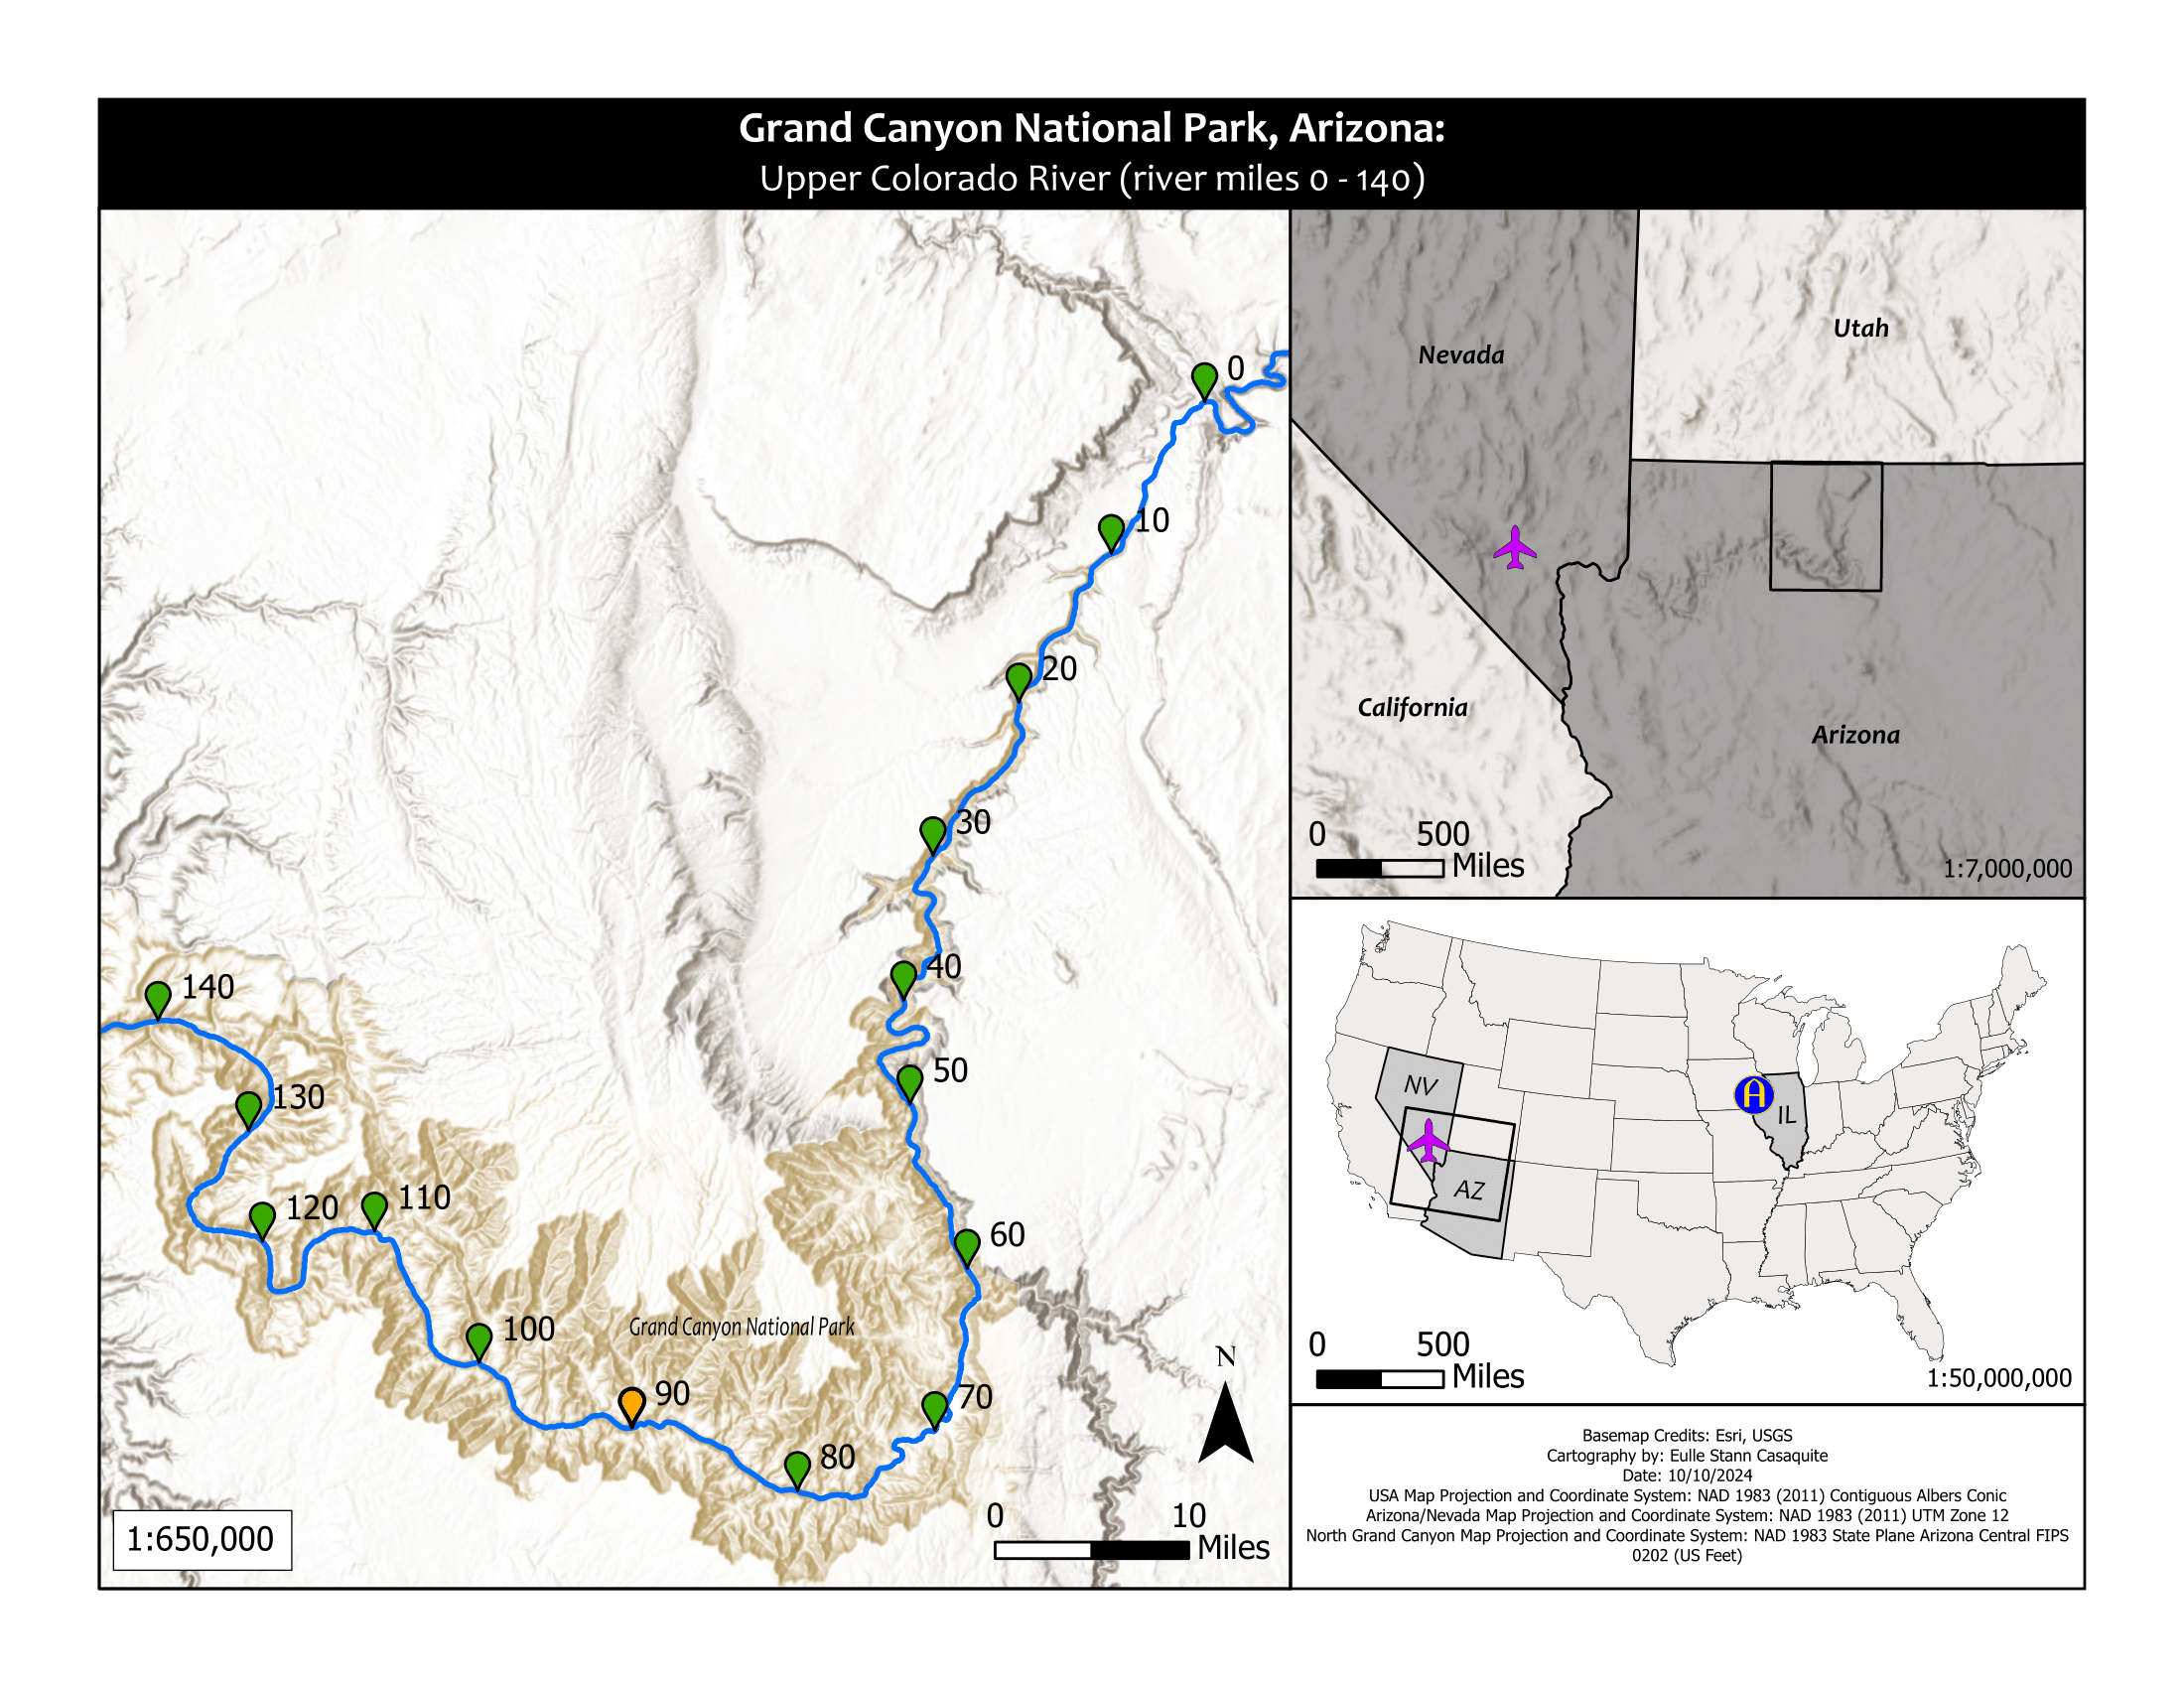 Grand Canyon National Park, Arizona:
Upper Colorado River (river miles 0 - 140)
0
10
20
30
40
50
60
70
80
90
100
110
120
130
140
Grand Canyon National Park
N
0 10
Miles
1:650,000
Nevada
Utah
California
Arizona
0 500
Miles
1:7,000,000
NV
AZ
IL
A
0 500
Miles
1:50,000,000
Basemap Credits: Esri, USGS
Cartography by: Eulle Stann Casaquite
Date: 10/10/2024
USA Map Projection and Coordinate System: NAD 1983 (2011) Contiguous Albers Conic
Arizona/Nevada Map Projection and Coordinate System: NAD 1983 (2011) UTM Zone 12
North Grand Canyon Map Projection and Coordinate System: NAD 1983 State Plane Arizona Central FIPS
0202 (US Feet)